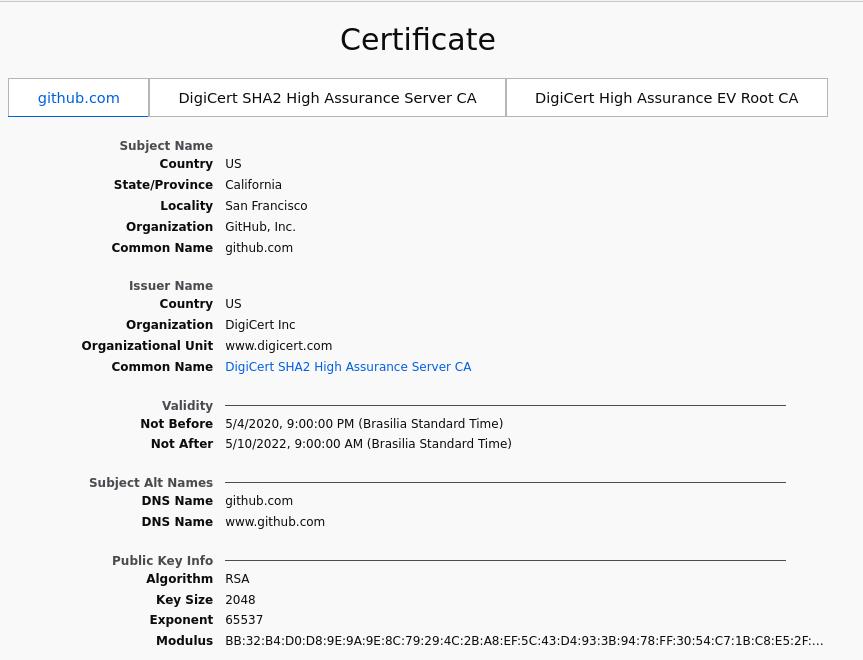 Certificate
github.com DigiCert SHA2 High Assurance Server CA DigiCert High Assurance EV Root CA
Subject Name
Country US
State/Province California
Locality San Francisco
Organization GitHub, Inc.
Common Name github.com
Issuer Name
Country US
Organization DigiCert Inc
Organizational Unit www.digicert.com
Common Name DigiCert SHA2 High Assurance Server CA
Validity
Not Before 5/4/2020, 9:00:00 PM (Brasilia Standard Time)
Not After 5/10/2022, 9:00:00 AM (Brasilia Standard Time)
Subject Alt Names
DNS Name github.com
DNS Name www.github.com
Public Key Info
Algorithm RSA
Key Size 2048
Exponent 65537
Modulus BB:32:B4:D0:D8:9E:9A:9E:8C:79:29:4C:2B:A8:EF:5C:43:D4:93:3B:94:78:FF:30:54:C7:1B:C8:E5:2F:…